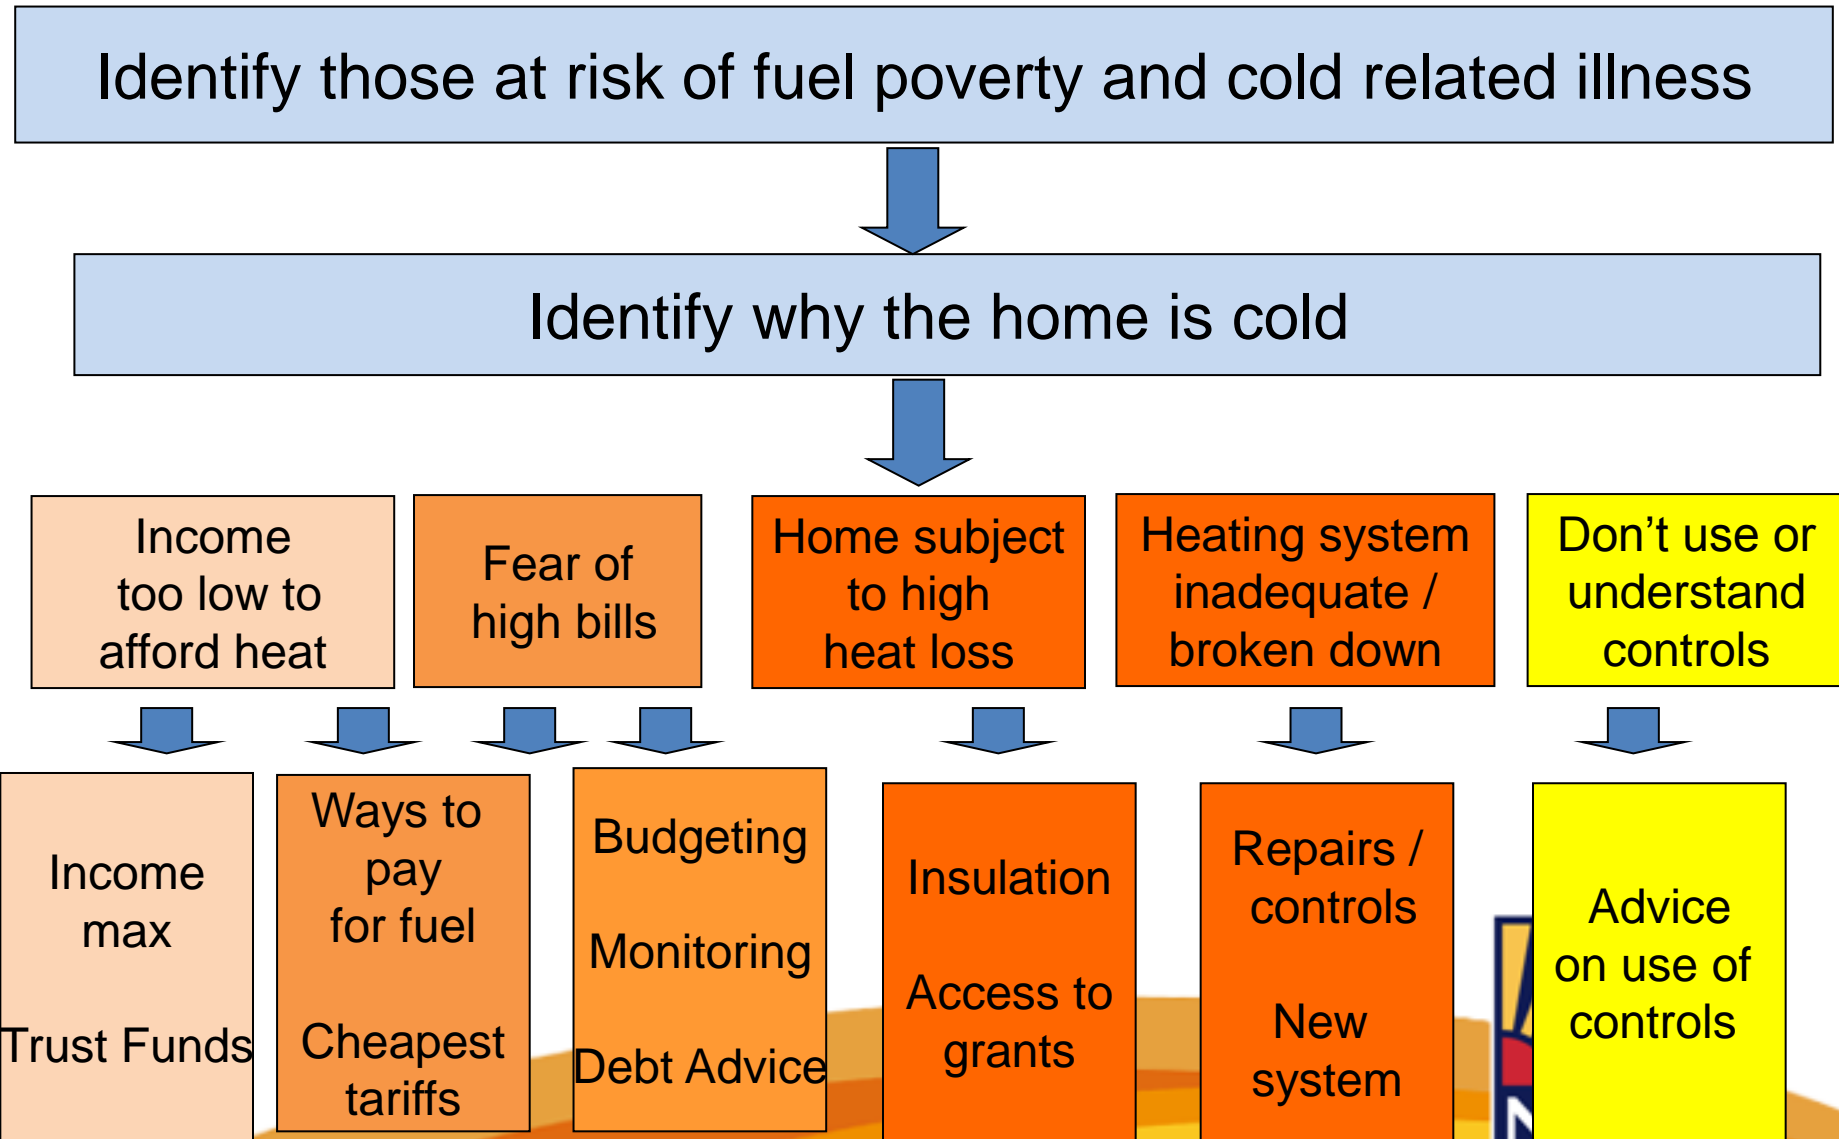 Identify those at risk of fuel poverty and cold related illness
Identify why the home is cold
Income
too low to
afford heat
Fear of
high bills
Home subject
to high
heat loss
Heating system
inadequate /
broken down
Don’t use or
understand
controls
Income
max
Trust Funds
Ways to
pay
for fuel
Cheapest
tariffs
Budgeting
Monitoring
Debt Advice
Insulation
Access to
grants
Repairs /
controls
New
system
Advice
on use of
controls